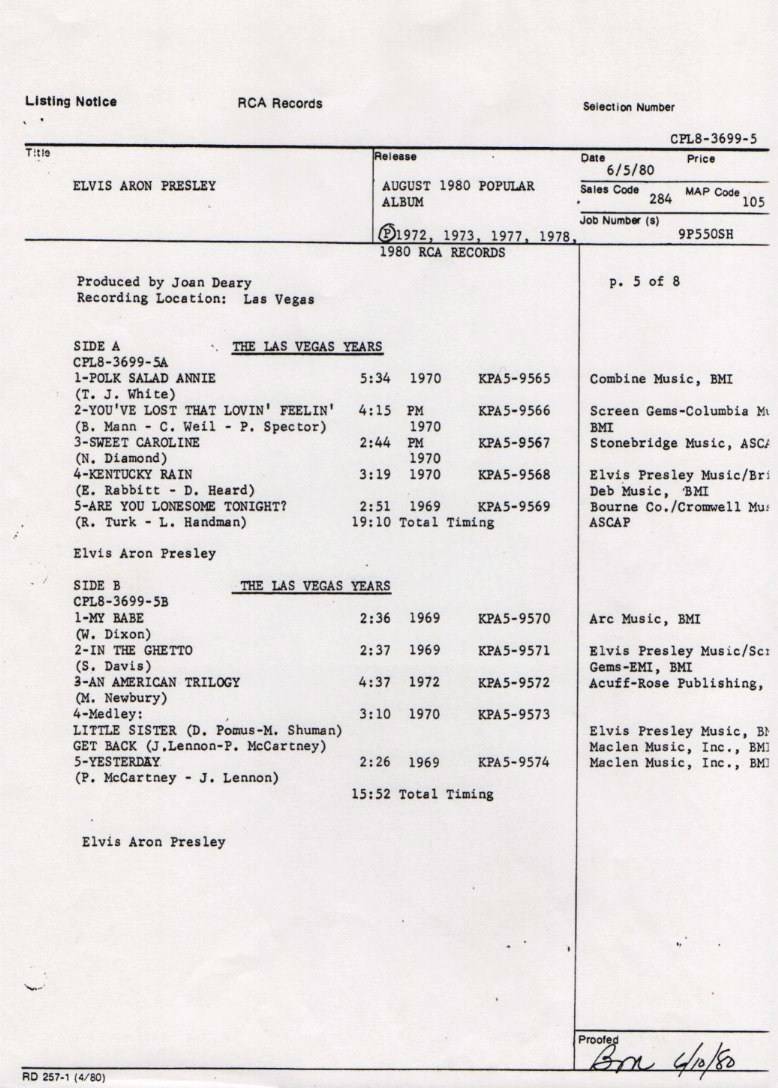 Listing Notice RCA Records Selection Number
CPL8-3699-5
Title Release Date Price
6/5/80
ELVIS ARON PRESLEY AUGUST 1980 POPULAR Sales Code 284 MAP Code 105
ALBUM
Job Number (s)
Ⓟ1972, 1973, 1977, 1978, 9P550SH
1980 RCA RECORDS
Produced by Joan Deary p. 5 of 8
Recording Location: Las Vegas
SIDE A THE LAS VEGAS YEARS
CPL8-3699-5A
1-POLK SALAD ANNIE 5:34 1970 KPA5-9565 Combine Music, BMI
(T. J. White)
2-YOU'VE LOST THAT LOVIN' FEELIN' 4:15 PM KPA5-9566 Screen Gems-Columbia Mu
(B. Mann - C. Weil - P. Spector) 1970 BMI
3-SWEET CAROLINE 2:44 PM KPA5-9567 Stonebridge Music, ASCA
(N. Diamond) 1970
4-KENTUCKY RAIN 3:19 1970 KPA5-9568 Elvis Presley Music/Bri
(E. Rabbitt - D. Heard) Deb Music, BMI
5-ARE YOU LONESOME TONIGHT? 2:51 1969 KPA5-9569 Bourne Co./Cromwell Mus
(R. Turk - L. Handman) 19:10 Total Timing ASCAP
Elvis Aron Presley
SIDE B THE LAS VEGAS YEARS
CPL8-3699-5B
1-MY BABE 2:36 1969 KPA5-9570 Arc Music, BMI
(W. Dixon)
2-IN THE GHETTO 2:37 1969 KPA5-9571 Elvis Presley Music/Scr
(S. Davis) Gems-EMI, BMI
3-AN AMERICAN TRILOGY 4:37 1972 KPA5-9572 Acuff-Rose Publishing,
(M. Newbury)
4-Medley: 3:10 1970 KPA5-9573
LITTLE SISTER (D. Pomus-M. Shuman) Elvis Presley Music, BM
GET BACK (J.Lennon-P. McCartney) Maclen Music, Inc., BMI
5-YESTERDAY 2:26 1969 KPA5-9574 Maclen Music, Inc., BMI
(P. McCartney - J. Lennon)
15:52 Total Timing
Elvis Aron Presley
Proofed
6/10/80
RD 257-1 (4/80)